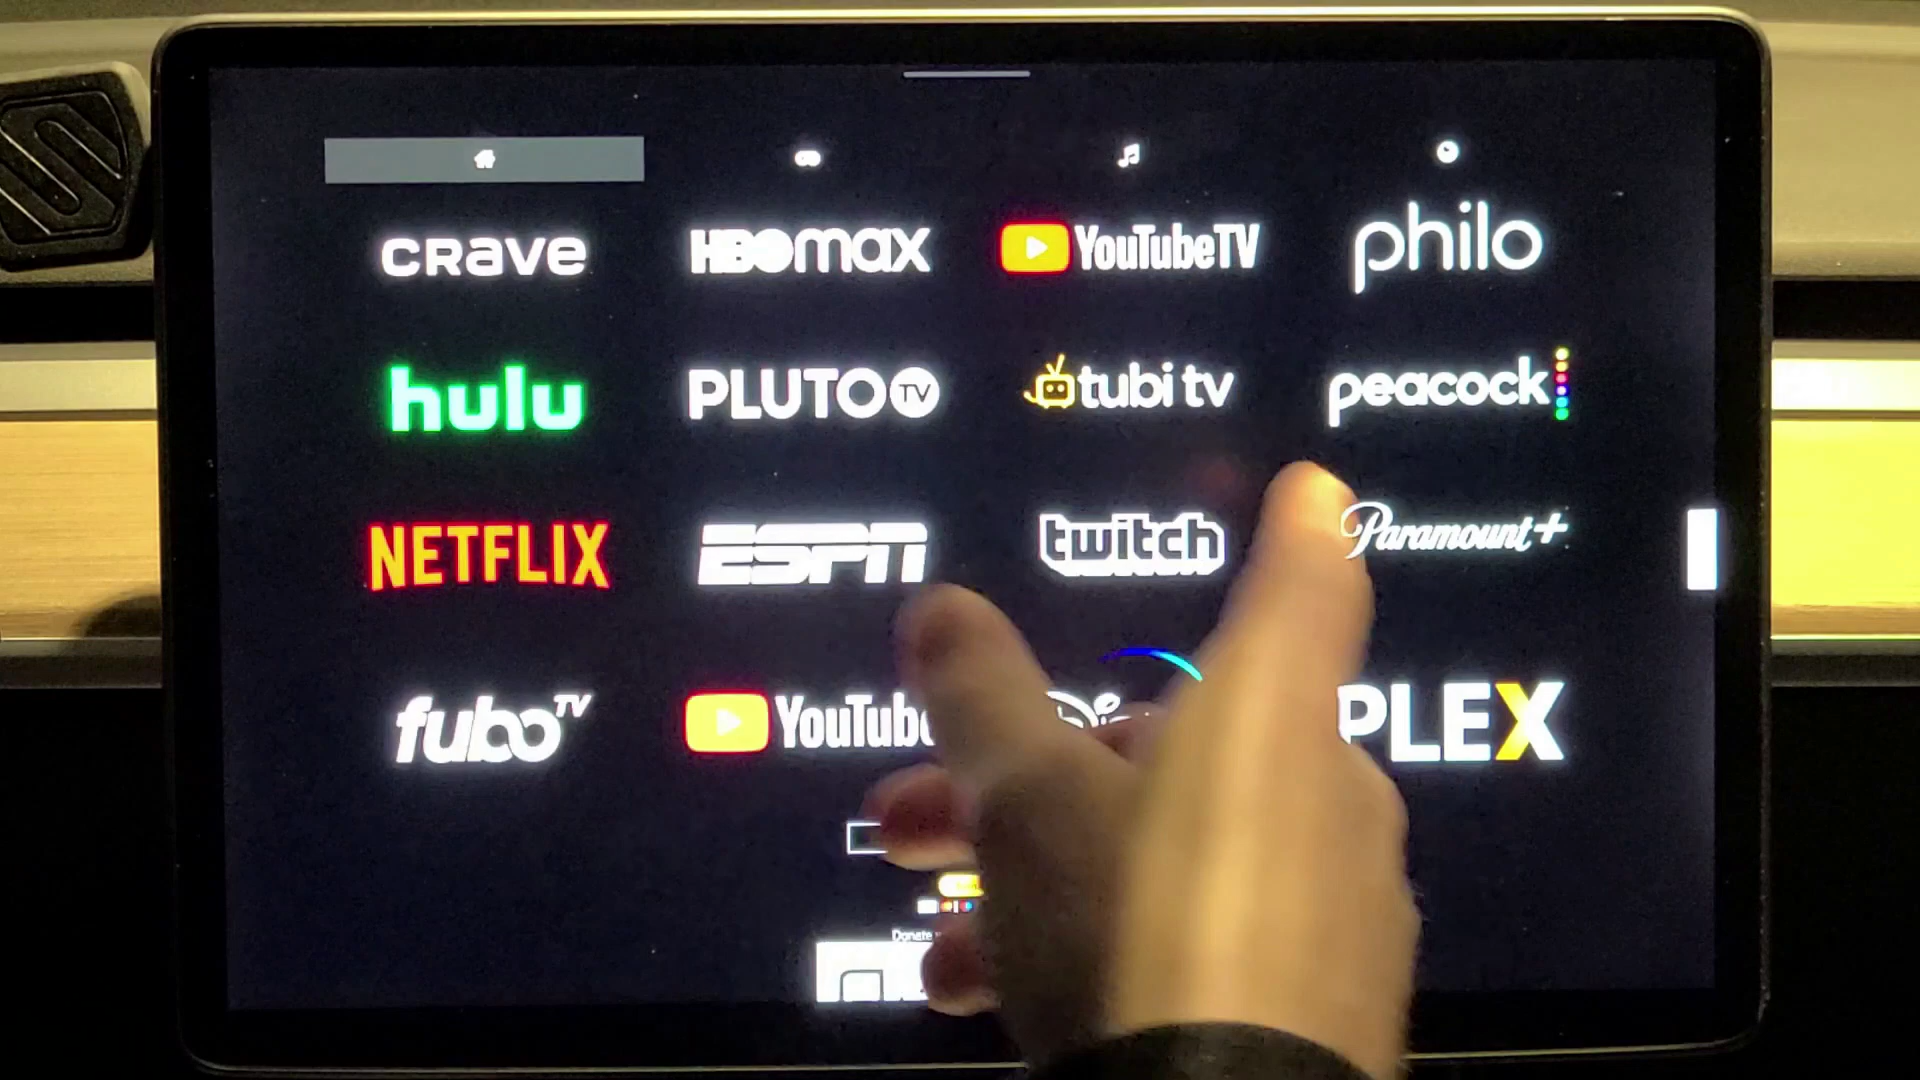 crave
HBOmax
YouTubeTV
philo
hulu
PLUTO TV
tubi tv
peacock
NETFLIX
ESPN
twitch
Paramount+
fuboTV
YouTube
PLEX
Donate